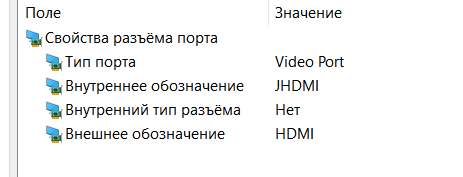 Поле Значение
Свойства разъёма порта
Тип порта Video Port
Внутреннее обозначение JHDMI
Внутренний тип разъёма Нет
Внешнее обозначение HDMI